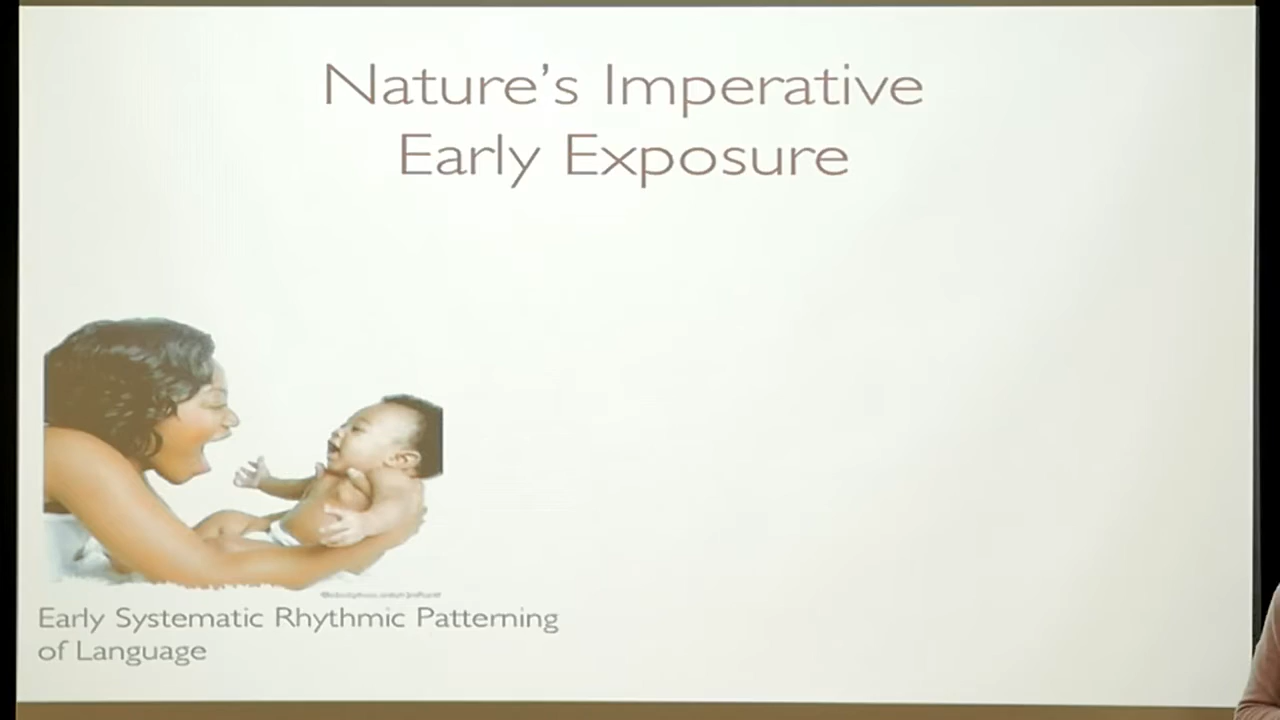 Nature's Imperative
Early Exposure
Early Systematic Rhythmic Patterning
of Language